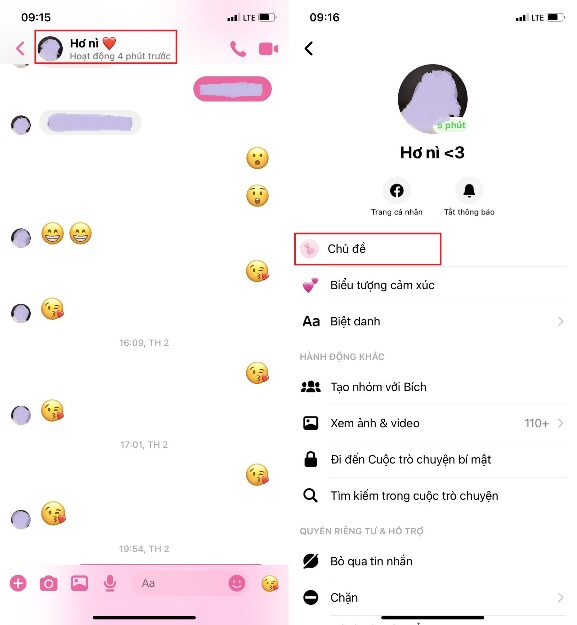 09:15
LTE
Hơ nì ❤️
Hoạt động 4 phút trước
16:09, TH 2
17:01, TH 2
19:54, TH 2
Aa
09:16
LTE
5 phút
Hơ nì <3
Trang cá nhân
Tắt thông báo
Chủ đề
Biểu tượng cảm xúc
Aa Biệt danh
HÀNH ĐỘNG KHÁC
Tạo nhóm với Bích
Xem ảnh & video 110+
Đi đến Cuộc trò chuyện bí mật
Tìm kiếm trong cuộc trò chuyện
QUYỀN RIÊNG TƯ & HỖ TRỢ
Bỏ qua tin nhắn
Chặn